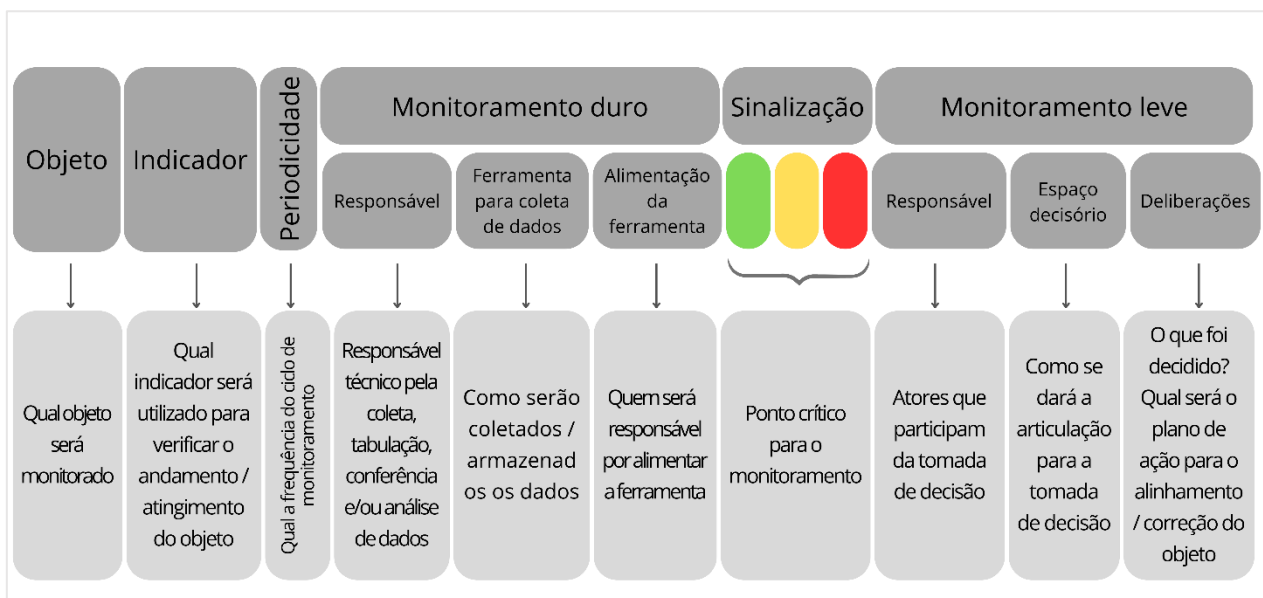 Objeto
Indicador
Periodicidade
Monitoramento duro
Sinalização
Monitoramento leve
Responsável
Ferramenta
para coleta
de dados
Alimentação
da
ferramenta
Responsável
Espaço
decisório
Deliberações
Qual objeto
será
monitorado
Qual
indicador será
utilizado para
verificar o
andamento /
atingimento
do objeto
Qual a frequência do ciclo de
monitoramento
Responsável
técnico pela
coleta,
tabulação,
conferência
e/ou análise
de dados
Como serão
coletados /
armazenad
os os dados
Quem será
responsável
por alimentar
a ferramenta
Ponto crítico
para o
monitoramento
Atores que
participam
da tomada
de decisão
Como se
dará a
articulação
para a
tomada
de decisão
O que foi
decidido?
Qual será o
plano de
ação para o
alinhamento
/ correção do
objeto